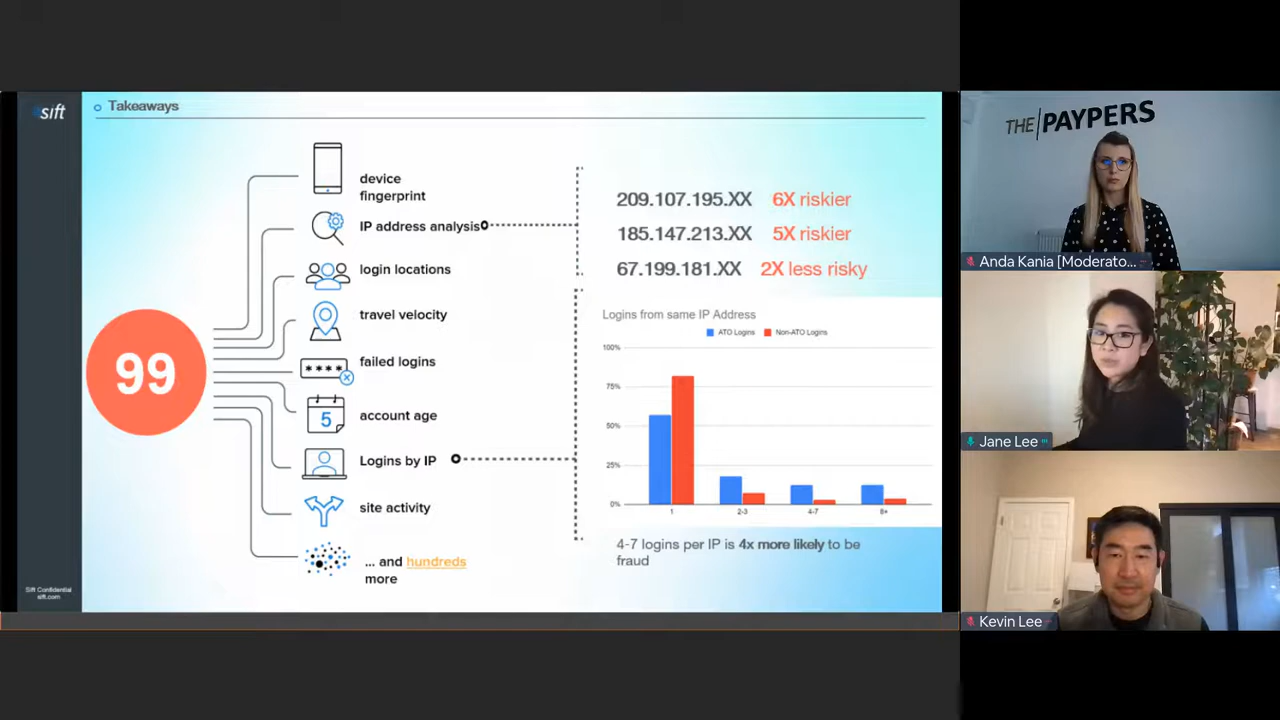 sift
Takeaways
device
fingerprint
IP address analysis
login locations
travel velocity
failed logins
****
account age
5
Logins by IP
site activity
... and hundreds
more
99
Sift Confidential
sift.com
209.107.195.XX 6X riskier
185.147.213.XX 5X riskier
67.199.181.XX 2X less risky
Logins from same IP Address
ATO Logins Non-ATO Logins
100%
75%
50%
25%
0%
1 2-3 4-7 8+
4-7 logins per IP is 4x more likely to be
fraud
THE PAYPERS
Anda Kania [Moderato...
Jane Lee
Kevin Lee